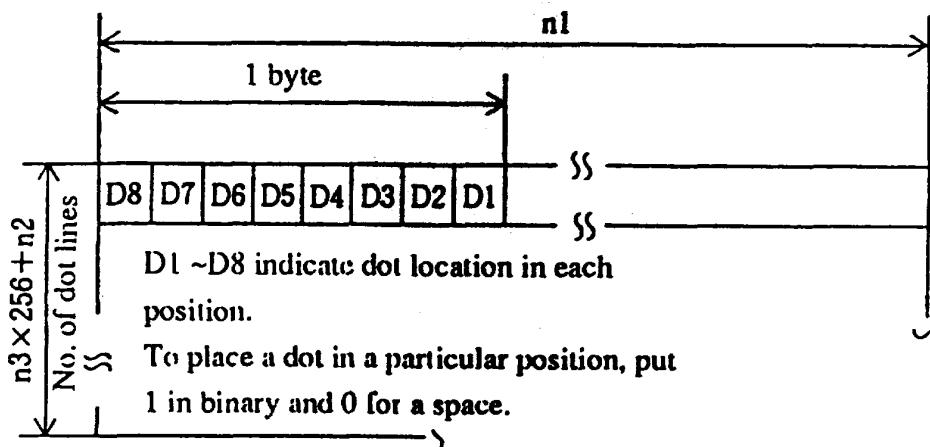 n1
1 byte
D8 D7 D6 D5 D4 D3 D2 D1
n3×256+n2
No. of dot lines
D1 ~D8 indicate dot location in each
position.
To place a dot in a particular position, put
1 in binary and 0 for a space.